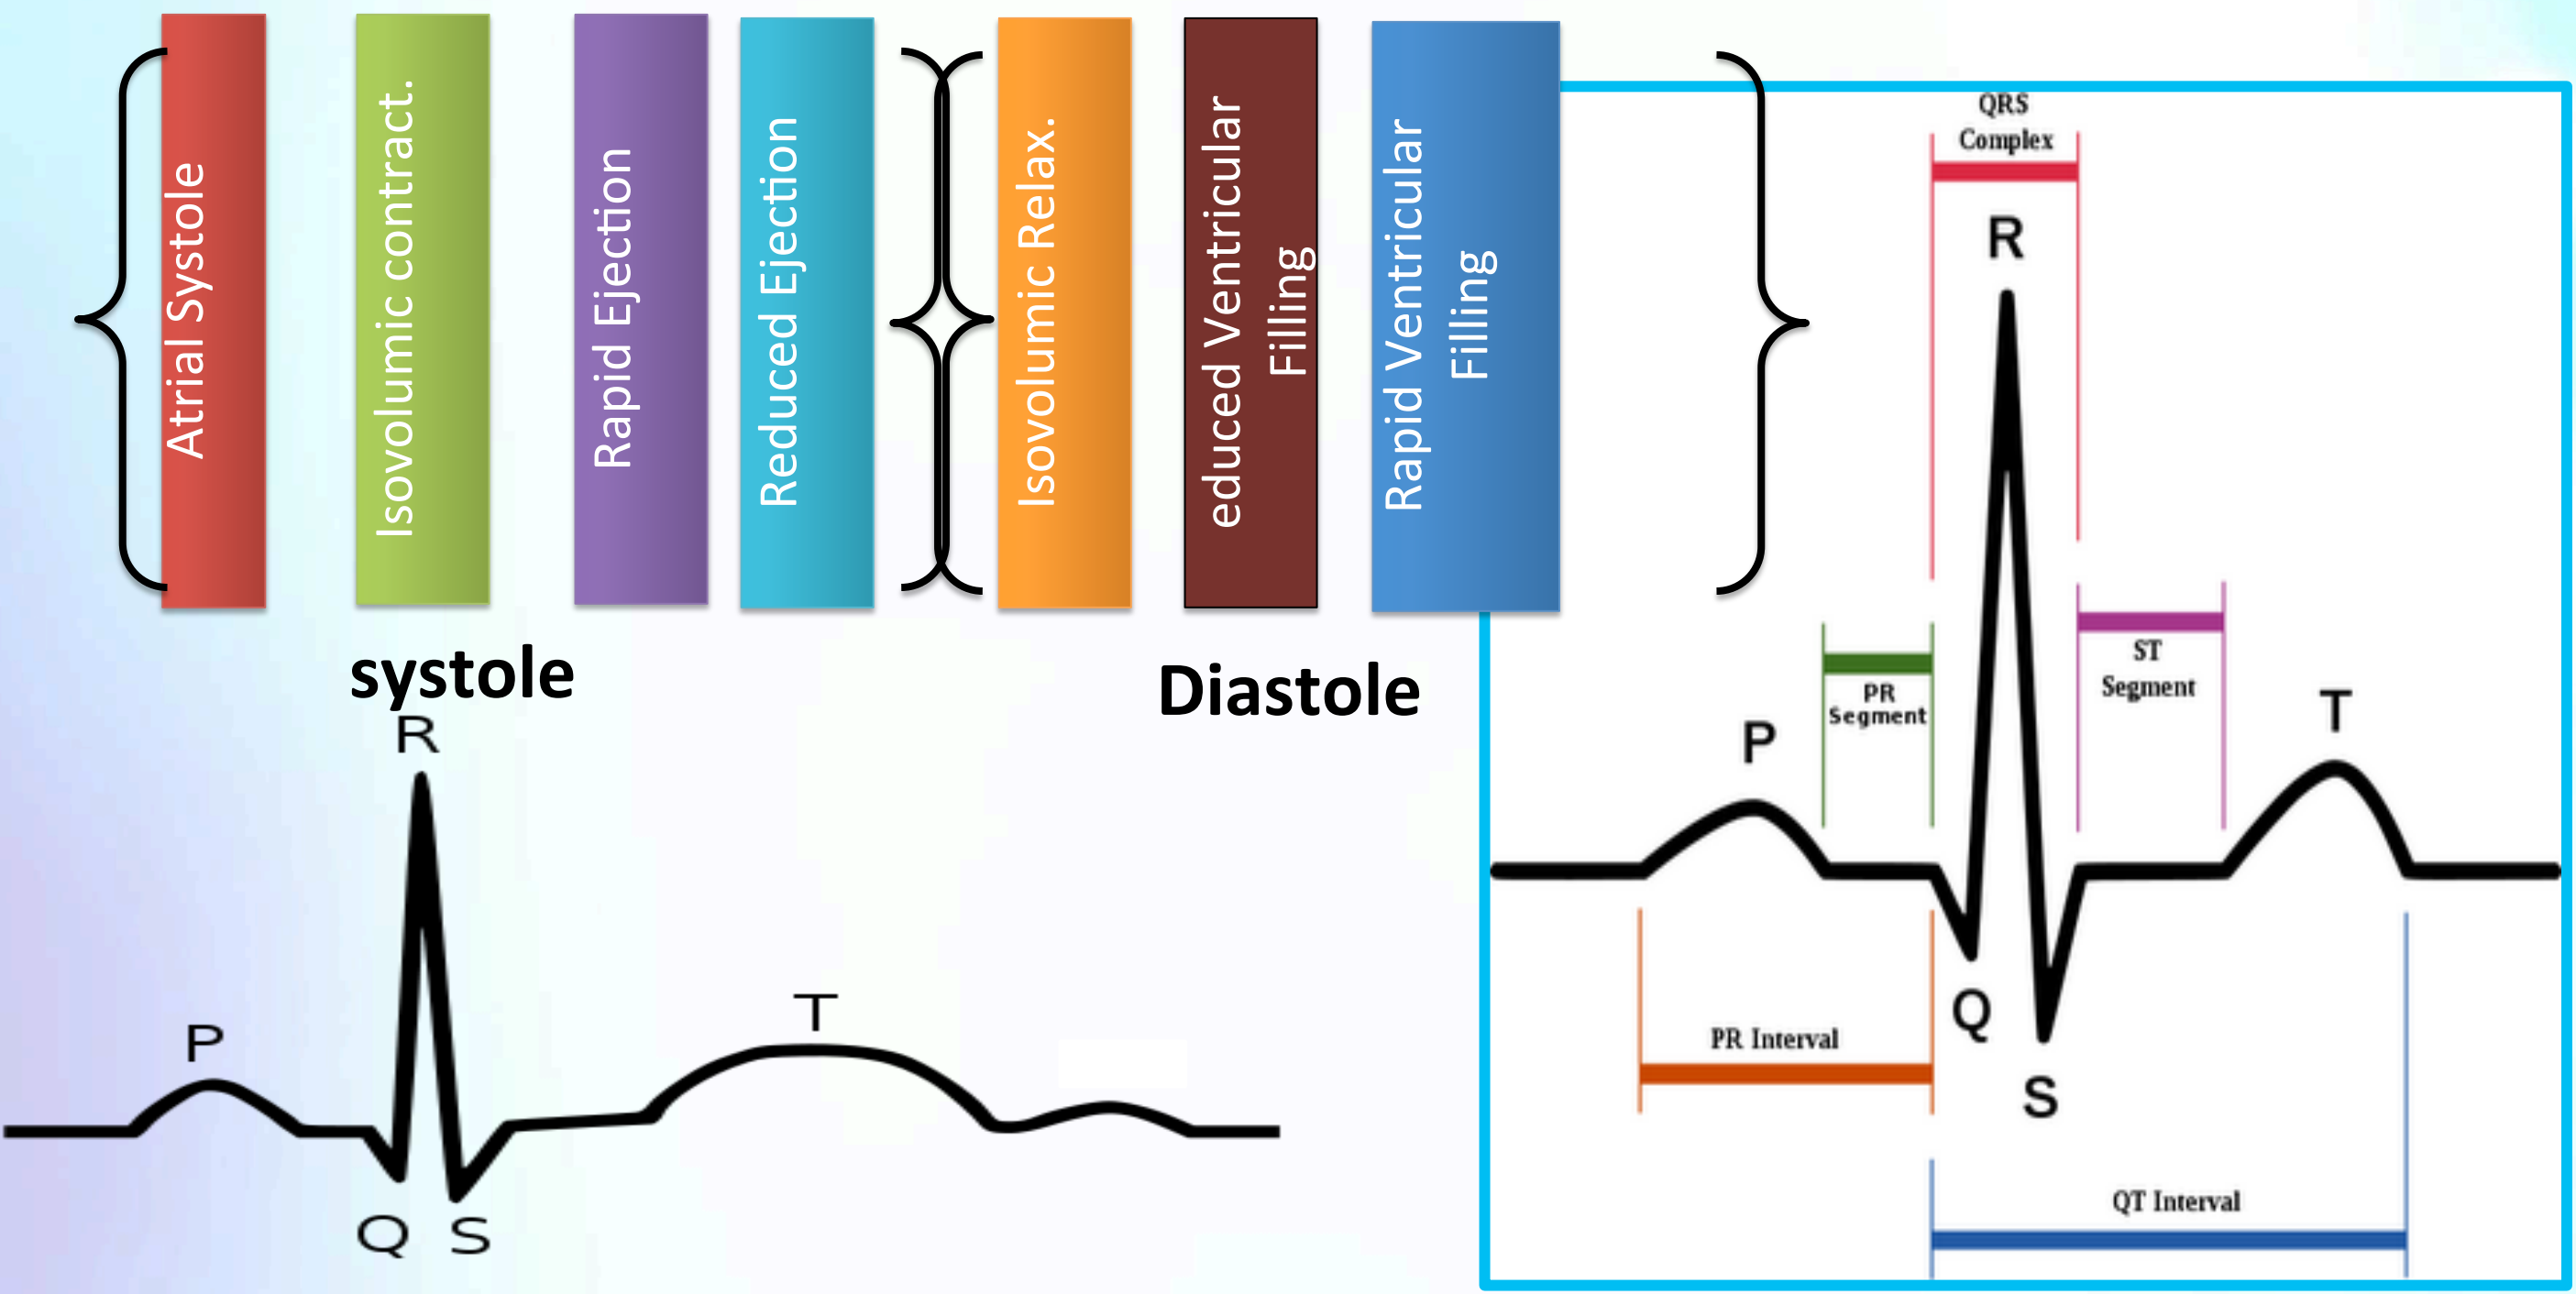 Atrial Systole
Isovolumic contract.
Rapid Ejection
Reduced Ejection
Isovolumic Relax.
educed Ventricular
Filling
Rapid Ventricular
Filling
systole
Diastole
R
P
T
Q
S
QRS
Complex
R
PR
Segment
ST
Segment
P
T
PR Interval
Q
S
QT Interval